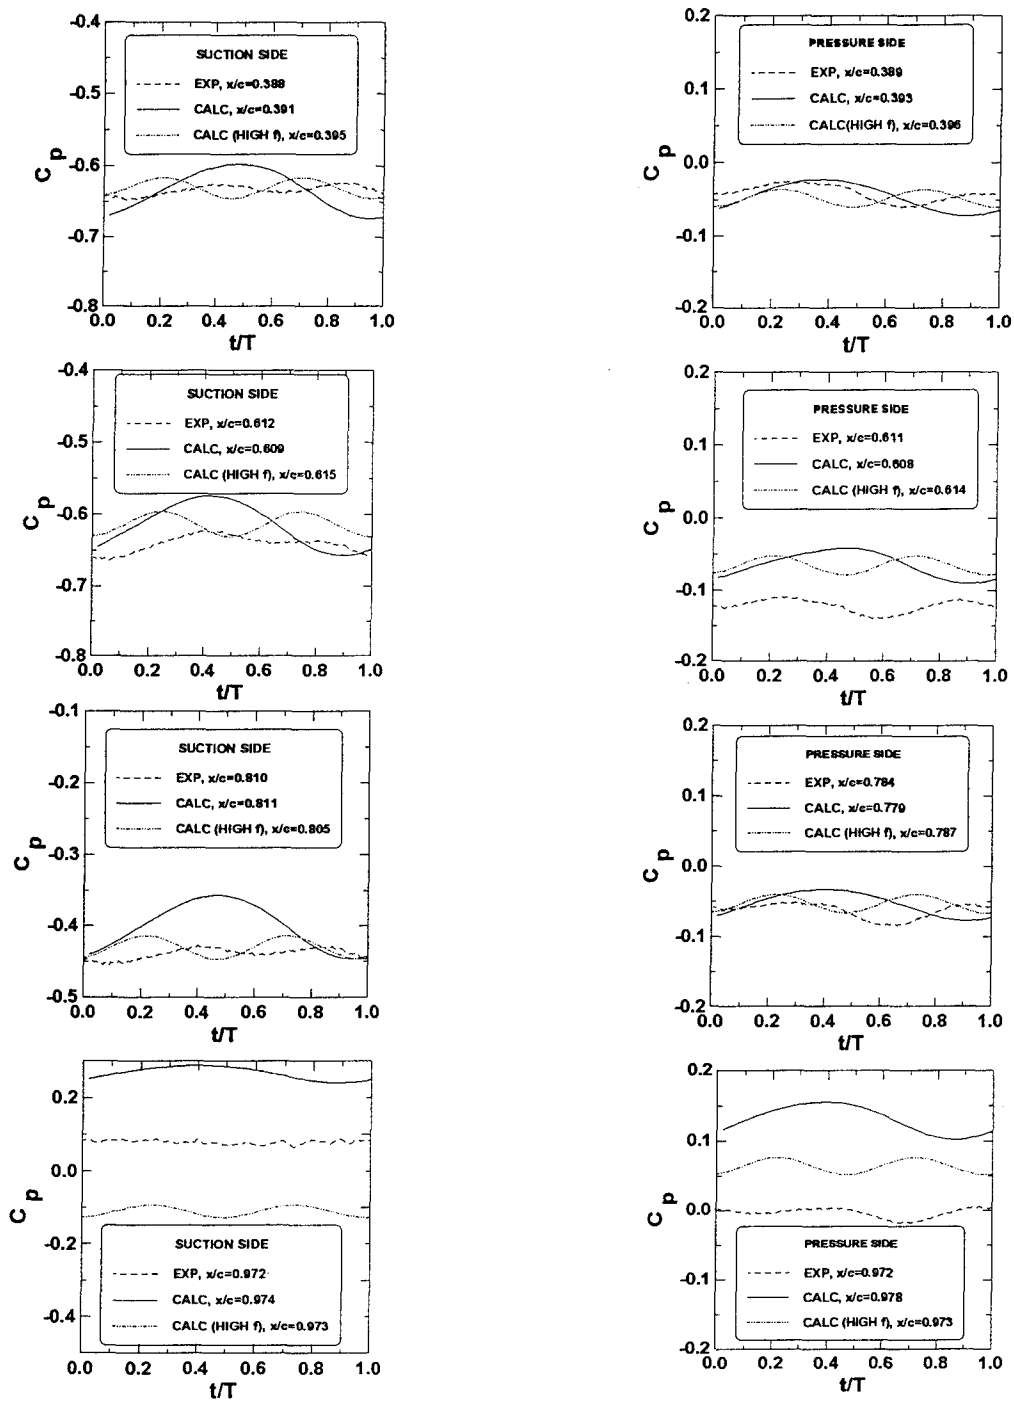 -0.4
-0.5
-0.6
-0.7
-0.8
C p
SUCTION SIDE
EXP, x/c=0.388
CALC, x/c=0.391
CALC (HIGH f), x/c=0.395
0.0 0.2 0.4 0.6 0.8 1.0
t/T
0.2
0.1
0.0
-0.1
-0.2
C p
PRESSURE SIDE
EXP, x/c=0.389
CALC, x/c=0.393
CALC(HIGH f), x/c=0.396
0.0 0.2 0.4 0.6 0.8 1.0
t/T
-0.4
-0.5
-0.6
-0.7
-0.8
C p
SUCTION SIDE
EXP, x/c=0.612
CALC, x/c=0.609
CALC (HIGH f), x/c=0.615
0.0 0.2 0.4 0.6 0.8 1.0
t/T
0.2
0.1
0.0
-0.1
-0.2
C p
PRESSURE SIDE
EXP, x/c=0.611
CALC, x/c=0.608
CALC (HIGH f), x/c=0.614
0.0 0.2 0.4 0.6 0.8 1.0
t/T
-0.1
-0.2
-0.3
-0.4
-0.5
C p
SUCTION SIDE
EXP, x/c=0.810
CALC, x/c=0.811
CALC (HIGH f), x/c=0.805
0.0 0.2 0.4 0.6 0.8 1.0
t/T
0.2
0.1
0.0
-0.1
-0.2
C p
PRESSURE SIDE
EXP, x/c=0.784
CALC, x/c=0.779
CALC (HIGH f), x/c=0.787
0.0 0.2 0.4 0.6 0.8 1.0
t/T
0.2
0.0
-0.2
-0.4
C p
SUCTION SIDE
EXP, x/c=0.972
CALC, x/c=0.974
CALC (HIGH f), x/c=0.973
0.0 0.2 0.4 0.6 0.8 1.0
t/T
0.2
0.1
0.0
-0.1
-0.2
C p
PRESSURE SIDE
EXP, x/c=0.972
CALC, x/c=0.978
CALC (HIGH f), x/c=0.973
0.0 0.2 0.4 0.6 0.8 1.0
t/T